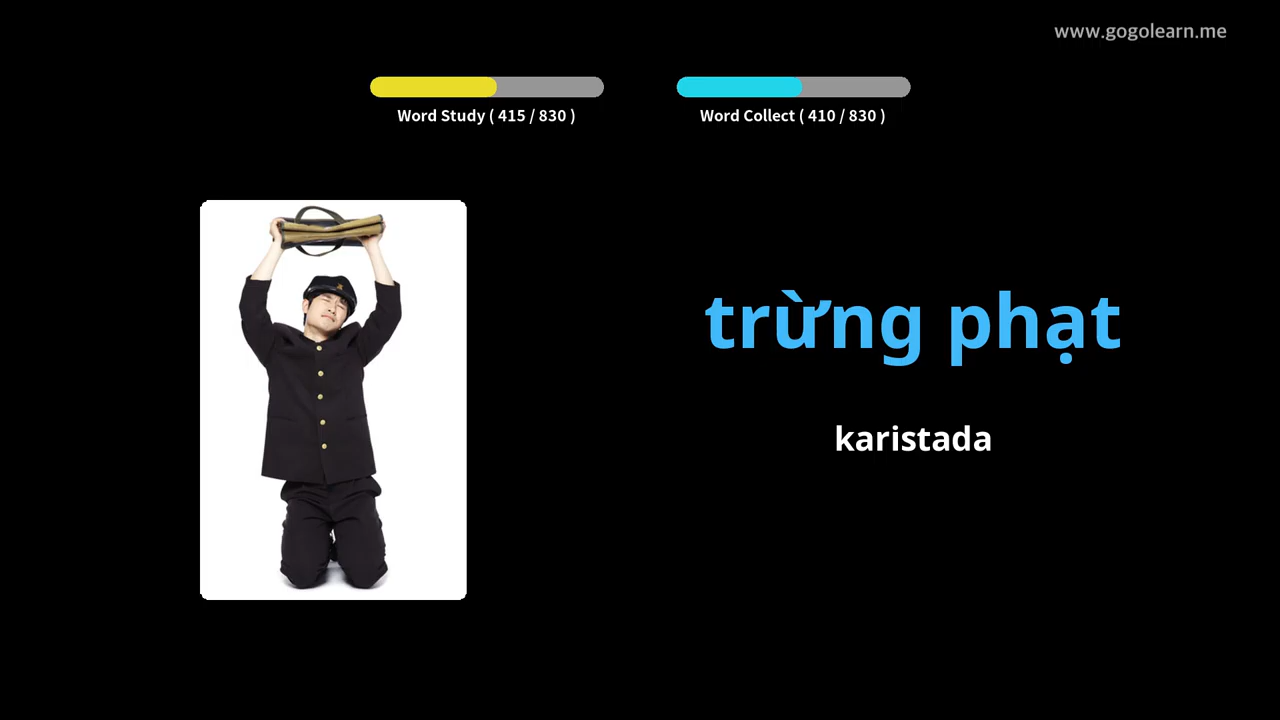 www.gogolearn.me
Word Study ( 415 / 830 )
Word Collect ( 410 / 830 )
trừng phạt
karistada